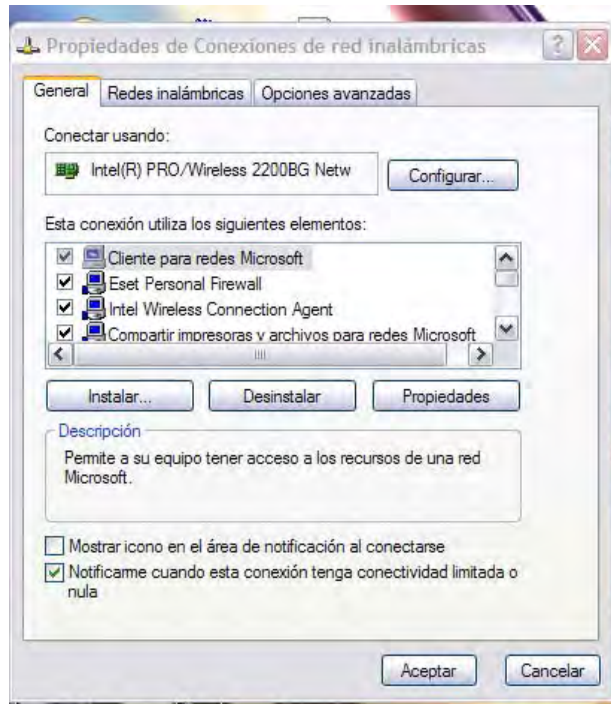 Propiedades de Conexiones de red inalámbricas
General Redes inalámbricas Opciones avanzadas
Conectar usando:
Intel(R) PRO/Wireless 2200BG Netw Configurar...
Esta conexión utiliza los siguientes elementos:
Cliente para redes Microsoft
Eset Personal Firewall
Intel Wireless Connection Agent
Compartir impresoras y archivos para redes Microsoft
Instalar... Desinstalar Propiedades
Descripción
Permite a su equipo tener acceso a los recursos de una red
Microsoft.
Mostrar icono en el área de notificación al conectarse
Notificarme cuando esta conexión tenga conectividad limitada o
nula
Aceptar Cancelar